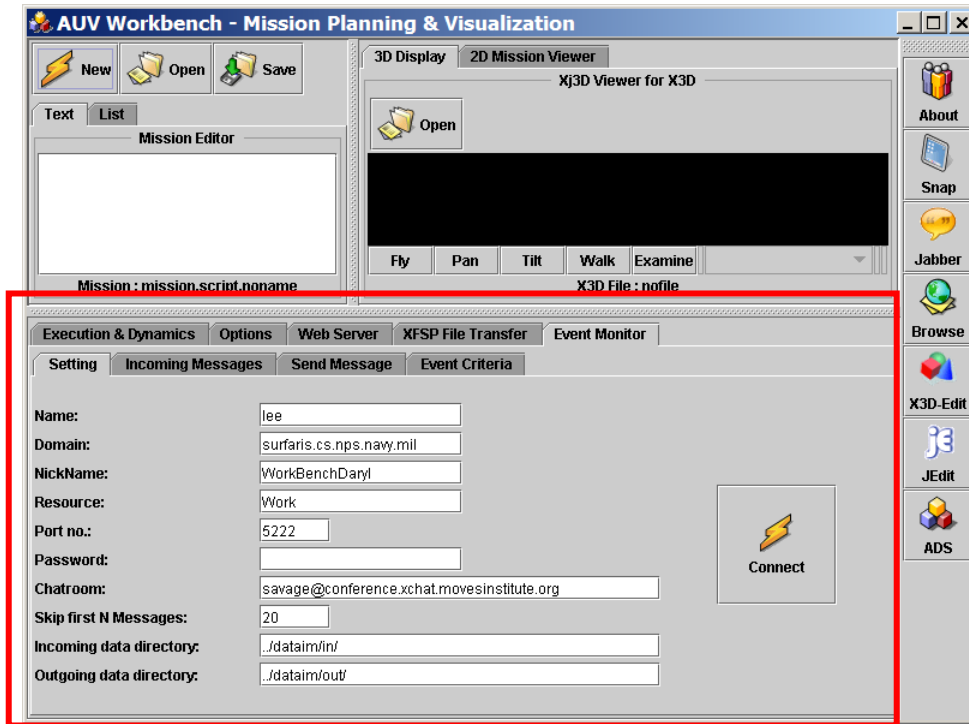 AUV Workbench - Mission Planning & Visualization
New Open Save
Text List
Mission Editor
Mission : mission.script.noname
3D Display 2D Mission Viewer
Xj3D Viewer for X3D
Open
Fly Pan Tilt Walk Examine
X3D File : nofile
Execution & Dynamics Options Web Server XFSP File Transfer Event Monitor
Setting Incoming Messages Send Message Event Criteria
Name: lee
Domain: surfaris.cs.nps.navy.mil
NickName: WorkBenchDaryl
Resource: Work
Port no.: 5222
Password:
Chatroom: savage@conference.xchat.movesinstitute.org
Skip first N Messages: 20
Incoming data directory: ../dataim/in/
Outgoing data directory: ../dataim/out/
Connect
About
Snap
Jabber
Browse
X3D-Edit
jE
JEdit
ADS